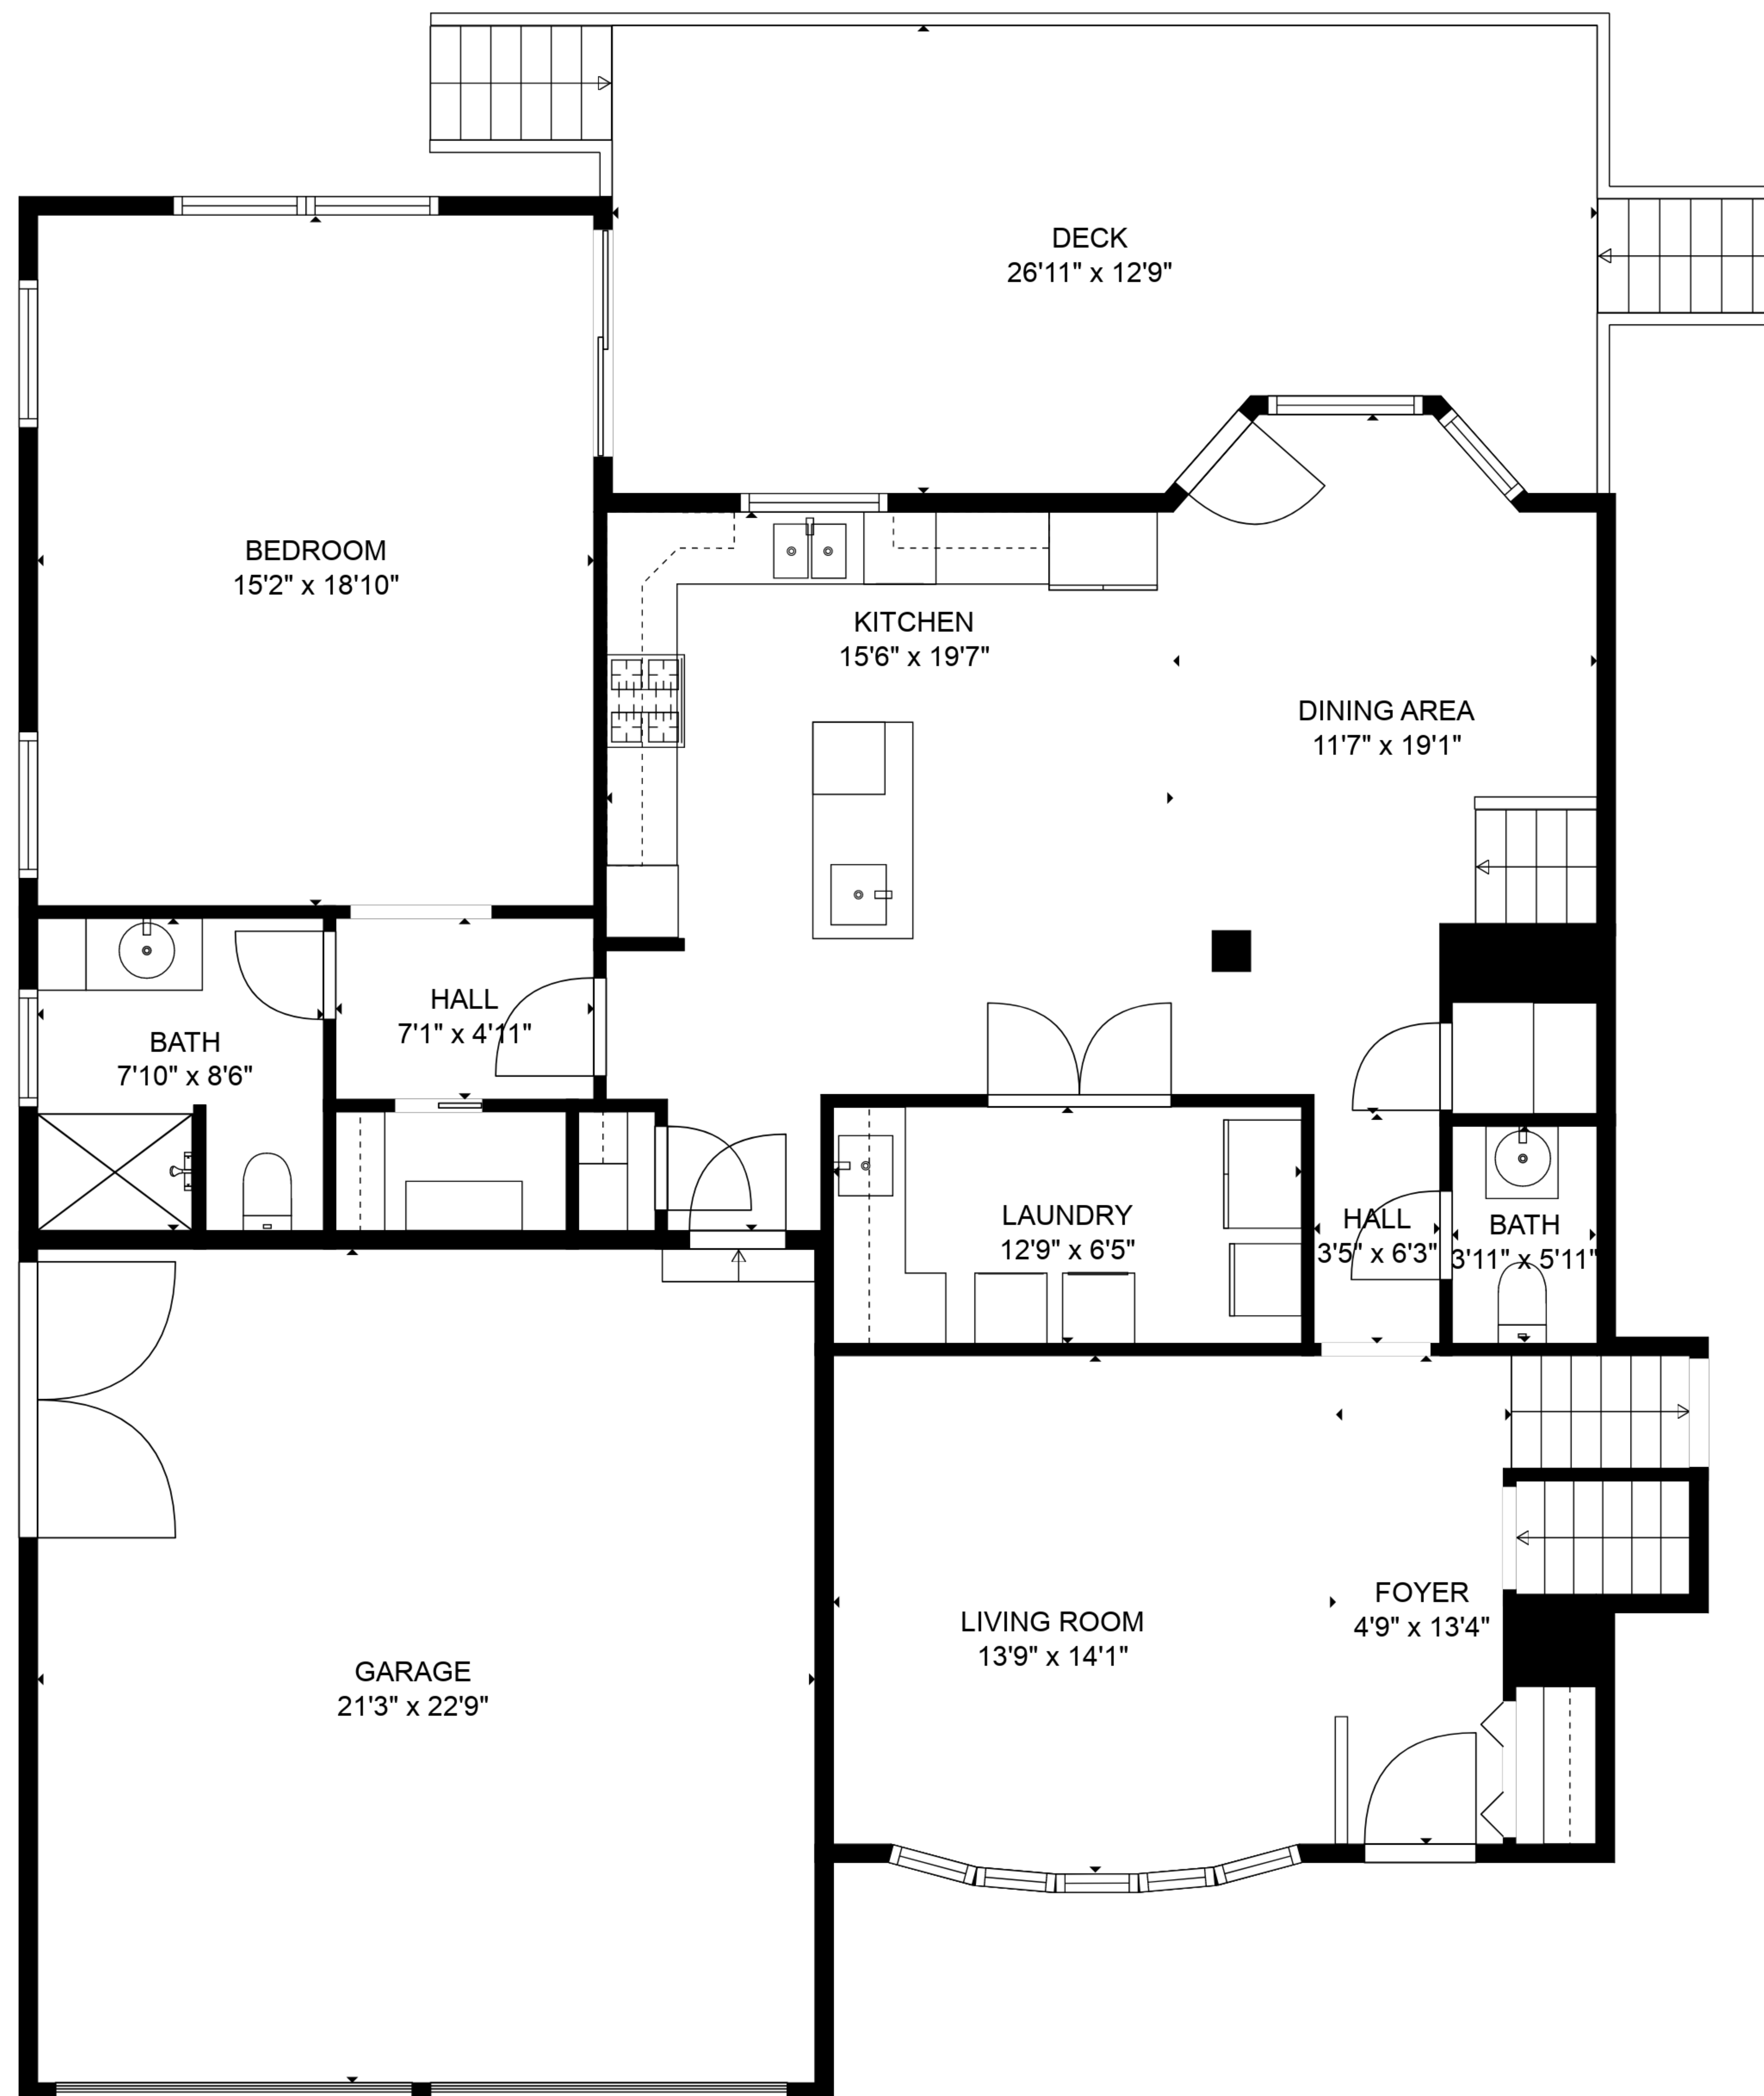 DECK
26'11" x 12'9"
BEDROOM
15'2" x 18'10"
KITCHEN
15'6" x 19'7"
DINING AREA
11'7" x 19'1"
HALL
7'1" x 4'11"
BATH
7'10" x 8'6"
LAUNDRY
12'9" x 6'5"
HALL
3'5" x 6'3"
BATH
3'11" x 5'11"
FOYER
4'9" x 13'4"
LIVING ROOM
13'9" x 14'1"
GARAGE
21'3" x 22'9"